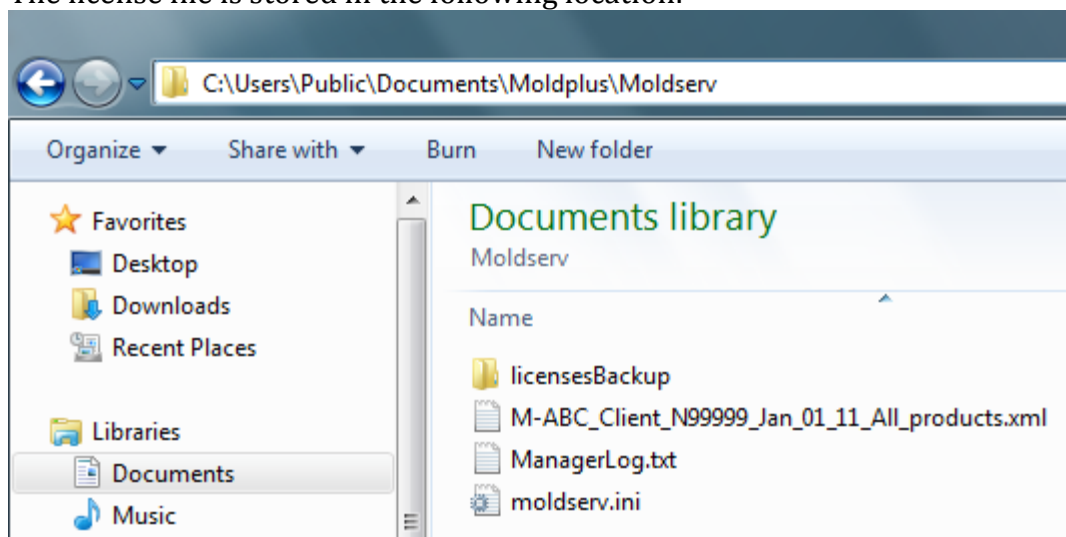 The license file is stored in the following location:
C:\Users\Public\Documents\Moldplus\Moldserv
Organize Share with Burn New folder
Favorites
Desktop
Downloads
Recent Places
Libraries
Documents
Music
Documents library
Moldserv
Name
licensesBackup
M-ABC_Client_N99999_Jan_01_11_All_products.xml
ManagerLog.txt
moldserv.ini